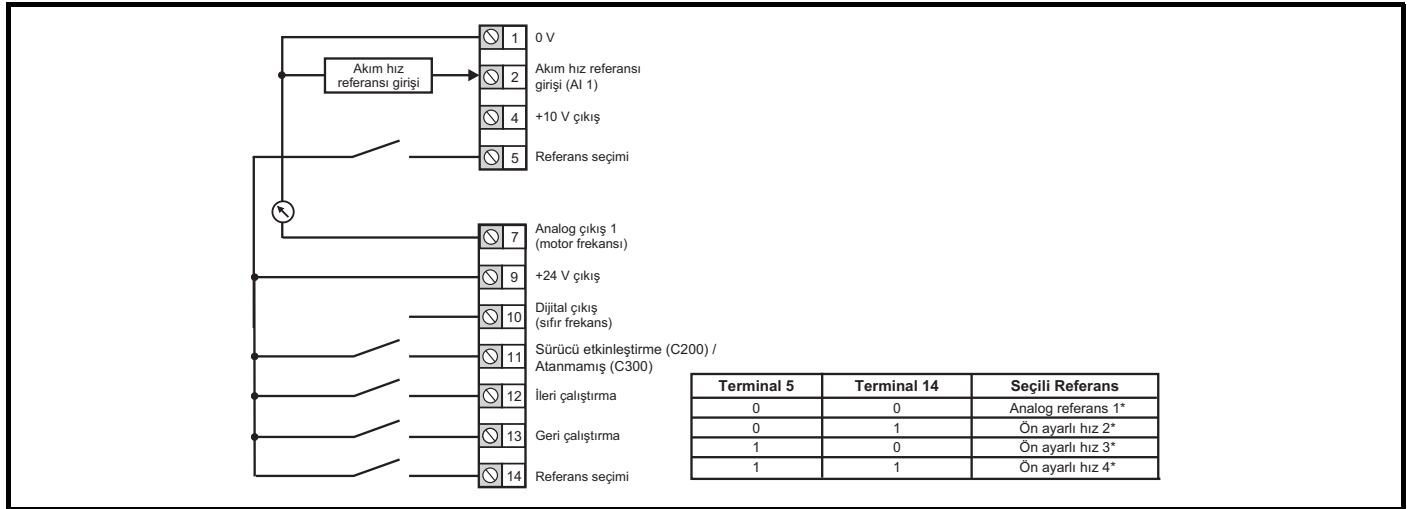 1 0 V
Akım hız
referansı girişi
2 Akım hız referansı
girişi (AI 1)
4 +10 V çıkış
5 Referans seçimi
7 Analog çıkış 1
(motor frekansı)
9 +24 V çıkış
10 Dijital çıkış
(sıfır frekans)
11 Sürücü etkinleştirme (C200) /
Atanmamış (C300)
12 İleri çalıştırma
13 Geri çalıştırma
14 Referans seçimi
Terminal 5 Terminal 14 Seçili Referans
0 0 Analog referans 1*
0 1 Ön ayarlı hız 2*
1 0 Ön ayarlı hız 3*
1 1 Ön ayarlı hız 4*